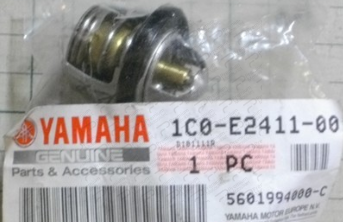 YAMAHA 1C0-E2411-00
GENUINE
Parts & Accessories
1 PC
5601994000-C
YAMAHA MOTOR EUROPE N.V.